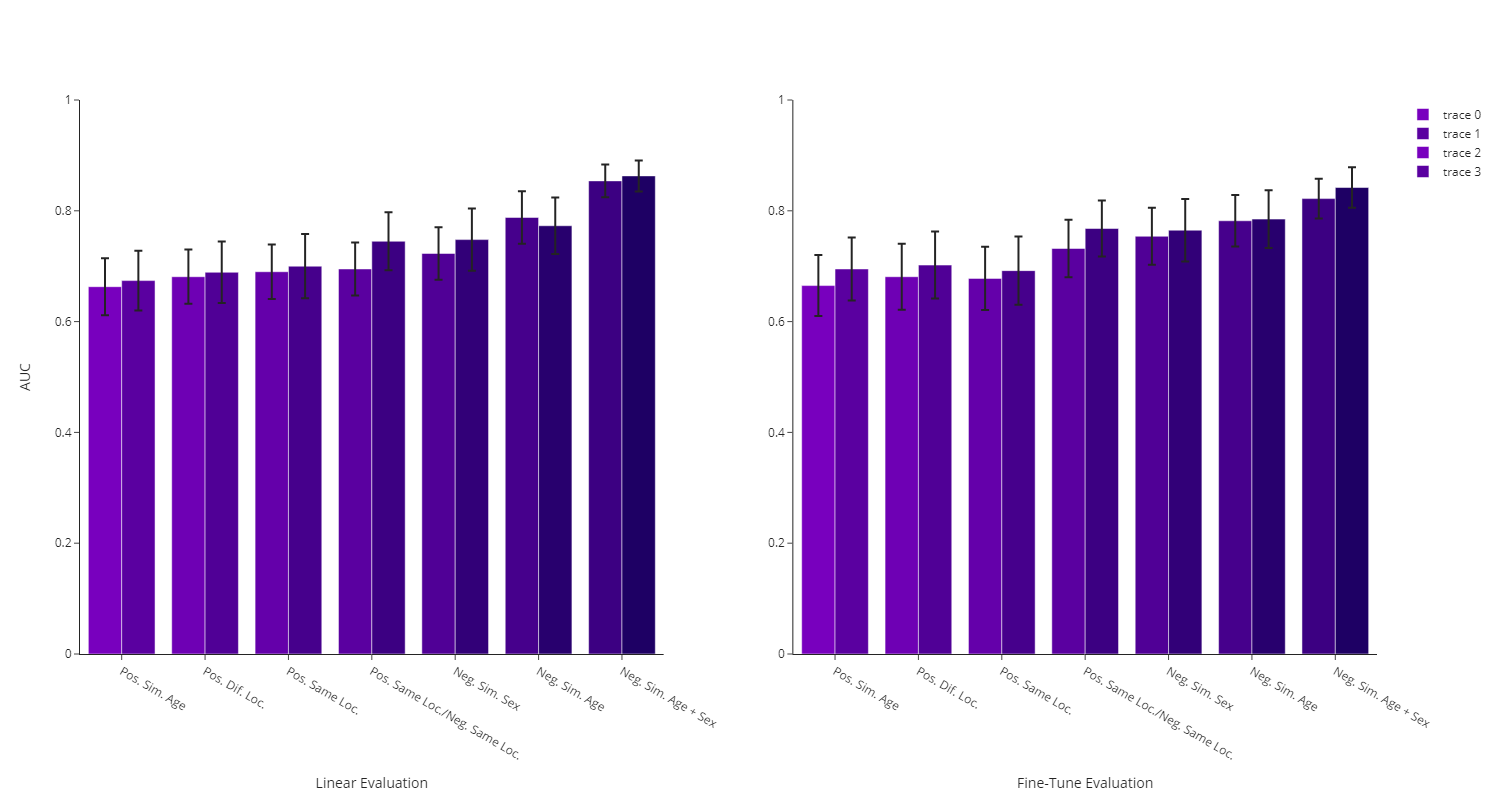 AUC
1
0.8
0.6
0.4
0.2
0
Pos. Sim. Age
Pos. Dif. Loc.
Pos. Same Loc.
Pos. Same Loc./Neg. Same Loc.
Neg. Sim. Sex
Neg. Sim. Age
Neg. Sim. Age + Sex
Linear Evaluation
1
0.8
0.6
0.4
0.2
0
Pos. Sim. Age
Pos. Dif. Loc.
Pos. Same Loc.
Pos. Same Loc./Neg. Same Loc.
Neg. Sim. Sex
Neg. Sim. Age
Neg. Sim. Age + Sex
Fine-Tune Evaluation
trace 0
trace 1
trace 2
trace 3